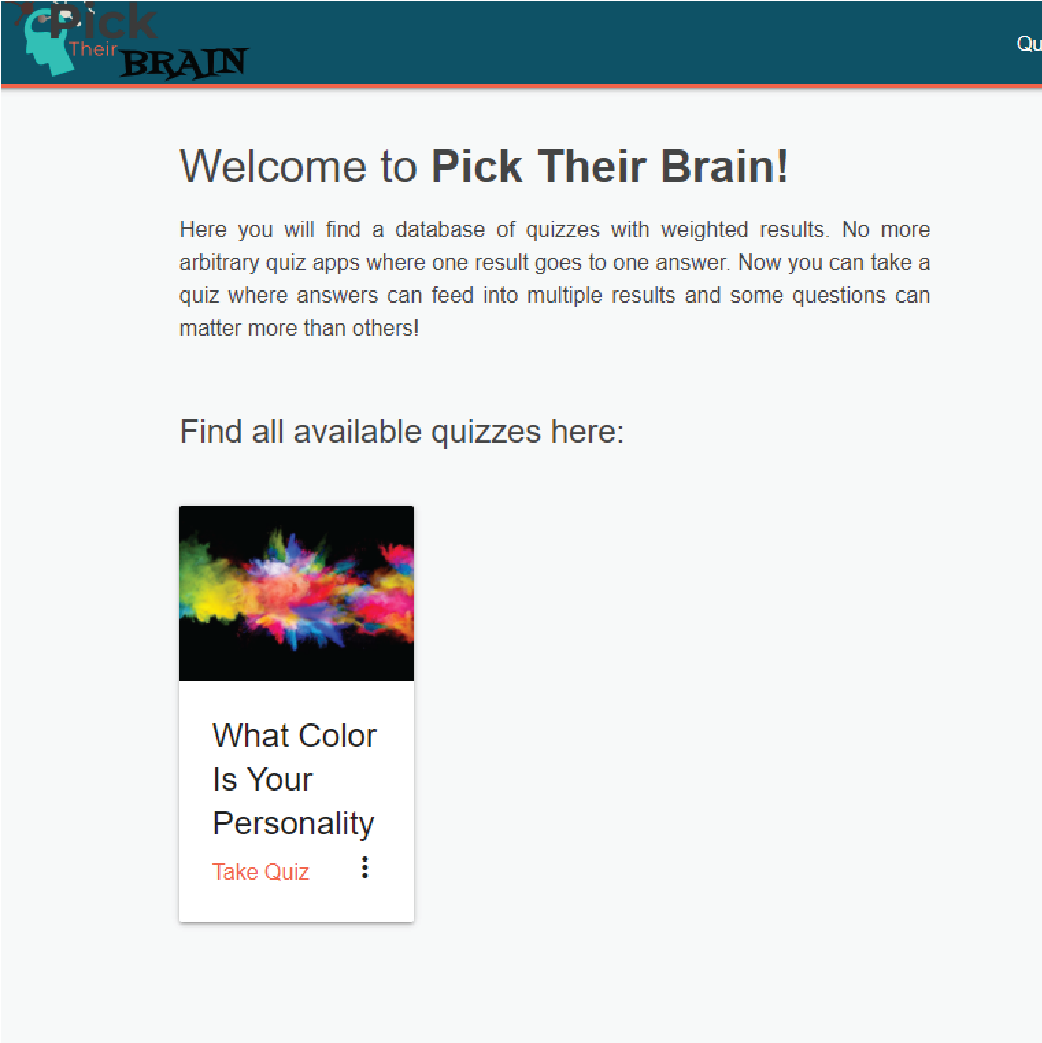 Pick
Their
BRAIN
Welcome to Pick Their Brain!
Here you will find a database of quizzes with weighted results. No more
arbitrary quiz apps where one result goes to one answer. Now you can take a
quiz where answers can feed into multiple results and some questions can
matter more than others!
Find all available quizzes here:
What Color
Is Your
Personality
Take Quiz